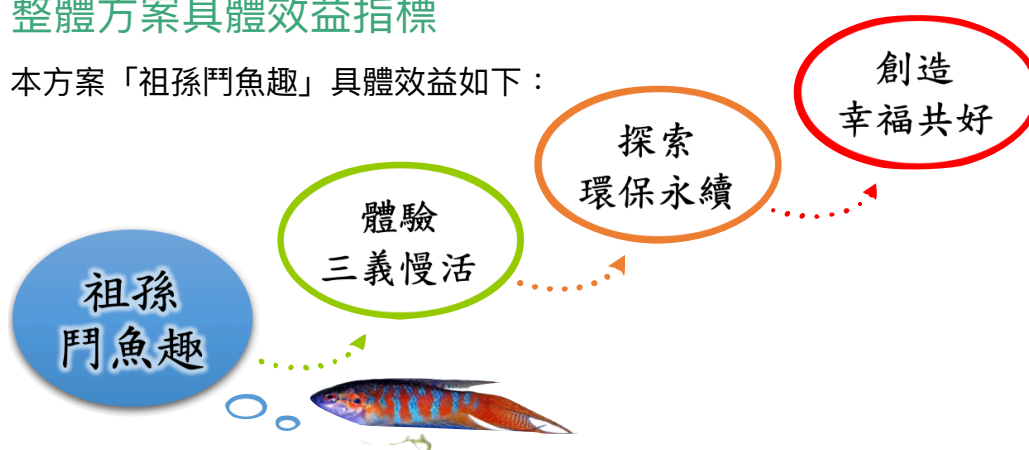 整體方案具體效益指標
本方案「祖孫鬥魚趣」具體效益如下：
創造
幸福共好
探索
環保永續
體驗
三義慢活
祖孫
鬥魚趣